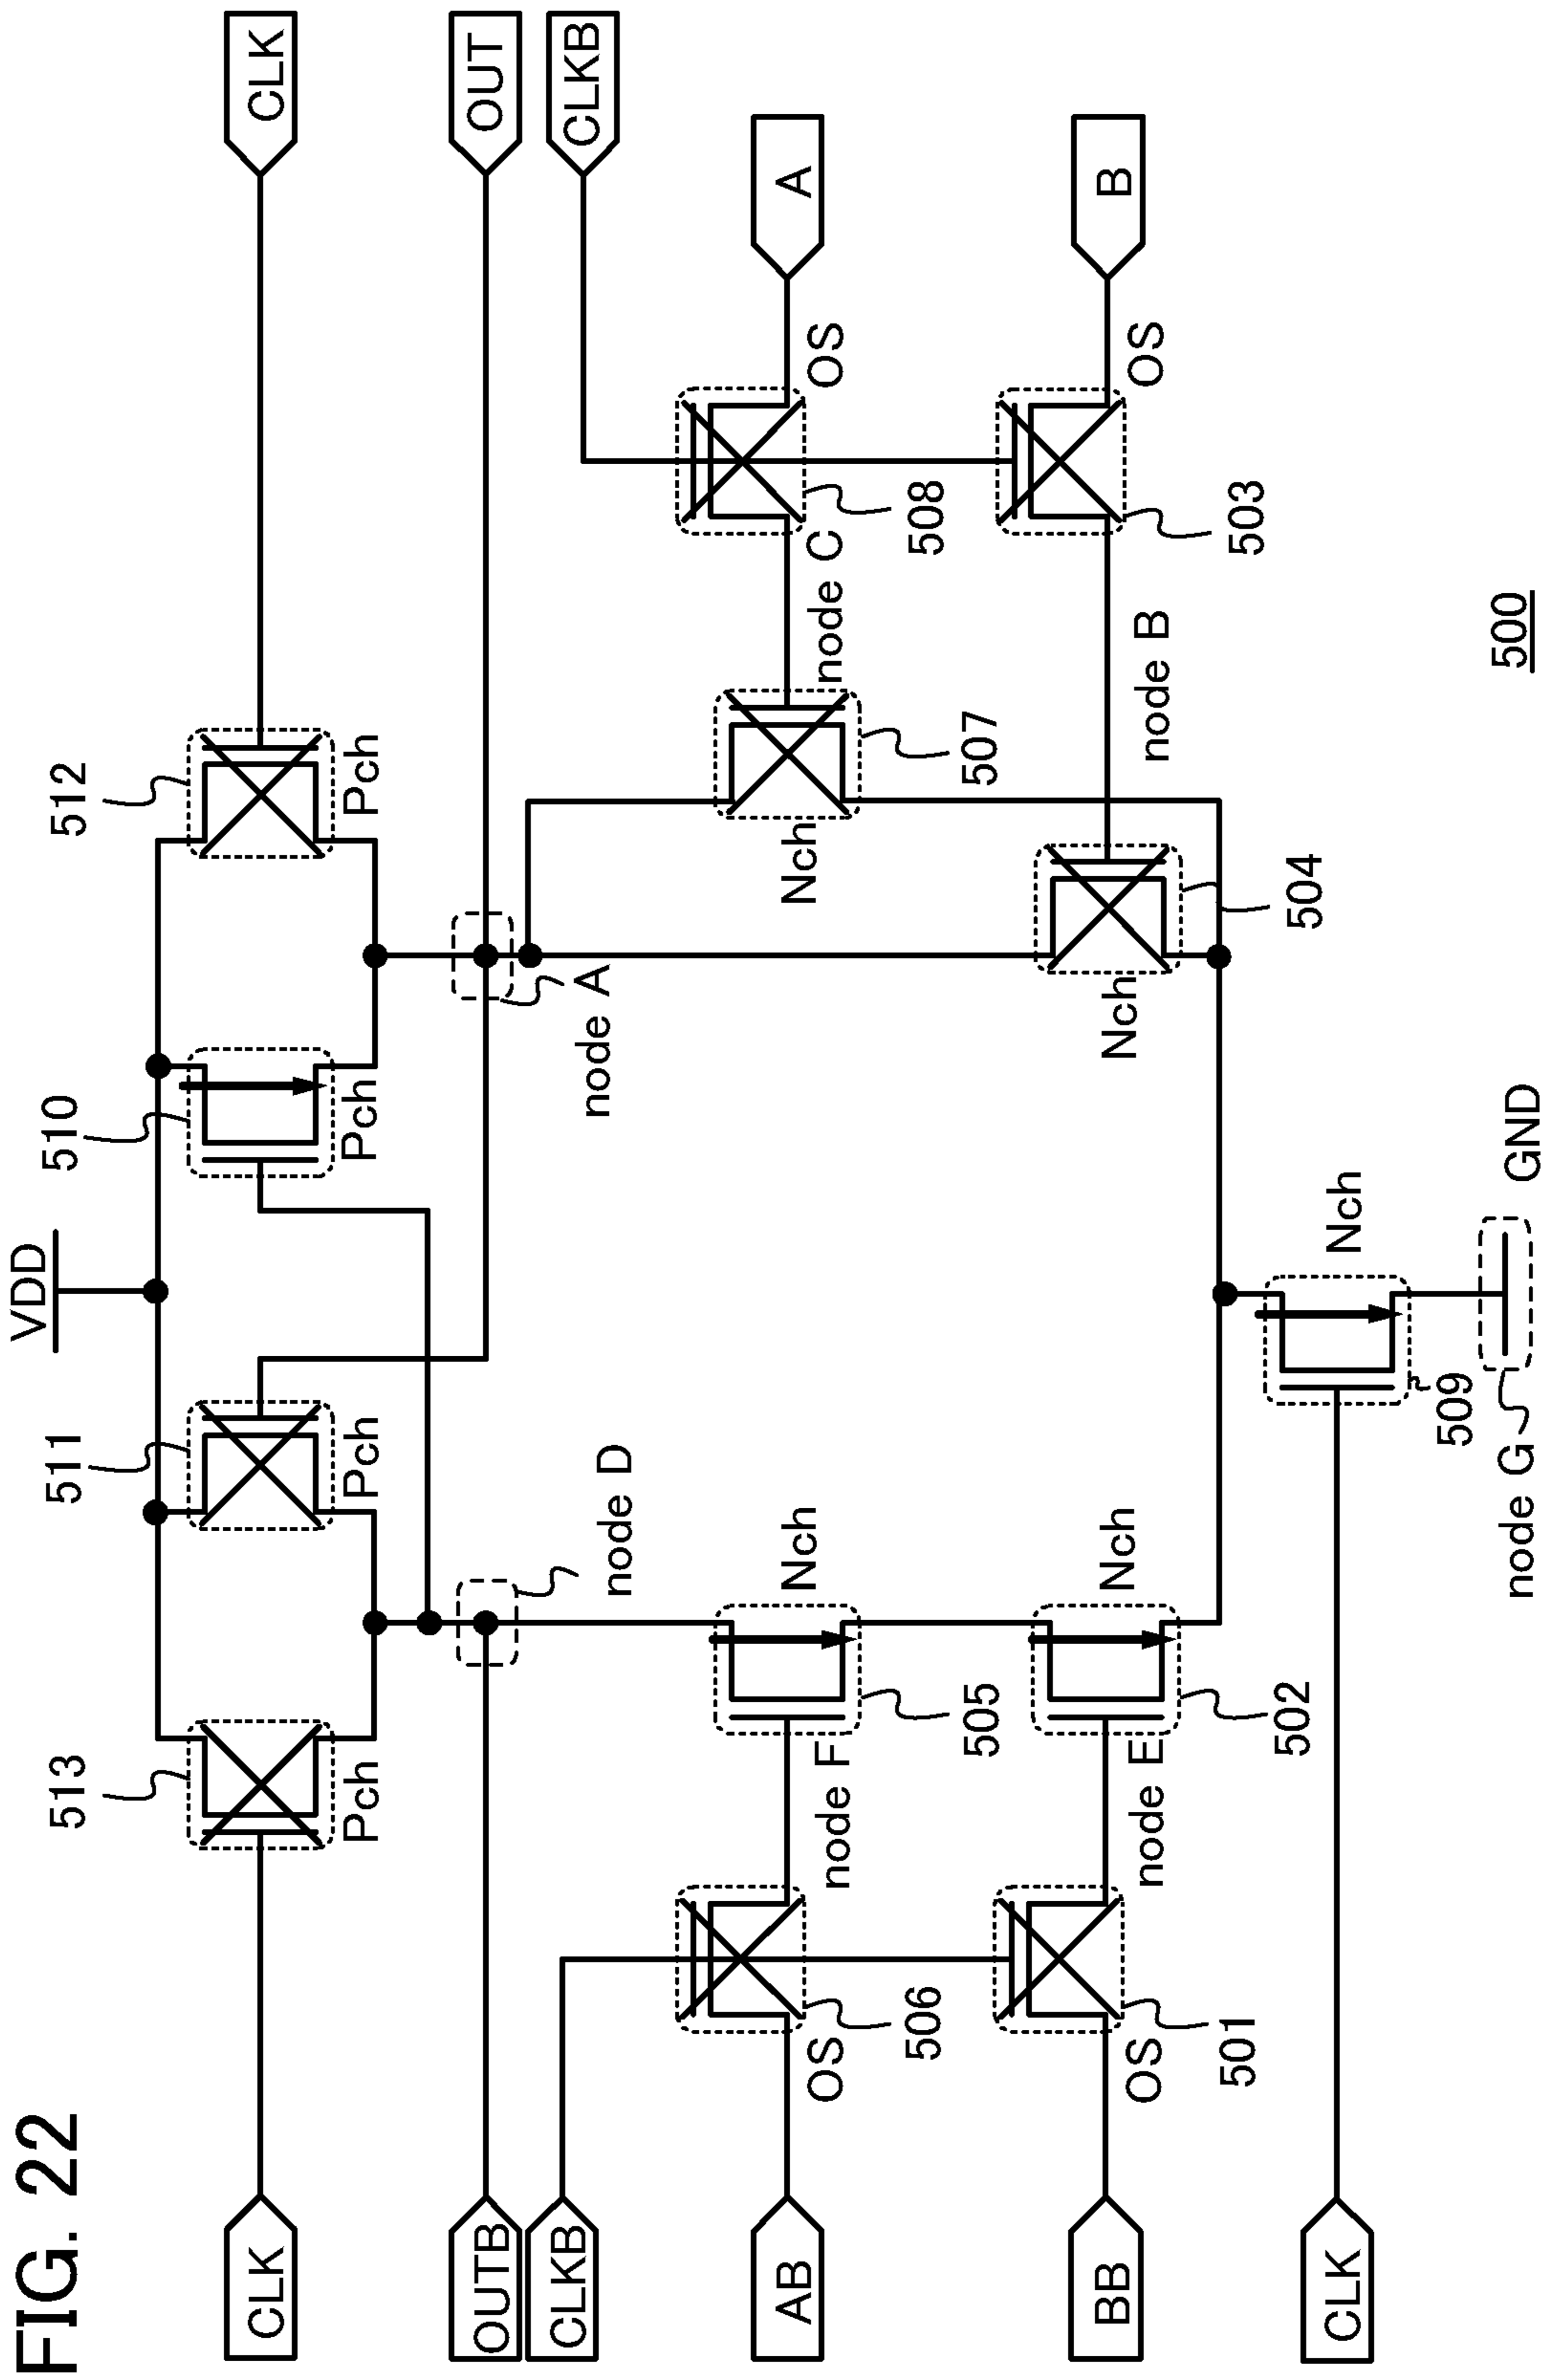 FIG. 22
VDD
513
511
510
512
CLK
Pch
Pch
Pch
Pch
CLK
OUTB
node D
node A
OUT
CLKB
CLKB
AB
OS
506
node F
505
Nch
Nch
507
node C
508
OS
A
BB
OS
501
node E
502
Nch
Nch
504
node B
503
OS
B
CLK
509
Nch
node G
GND
500